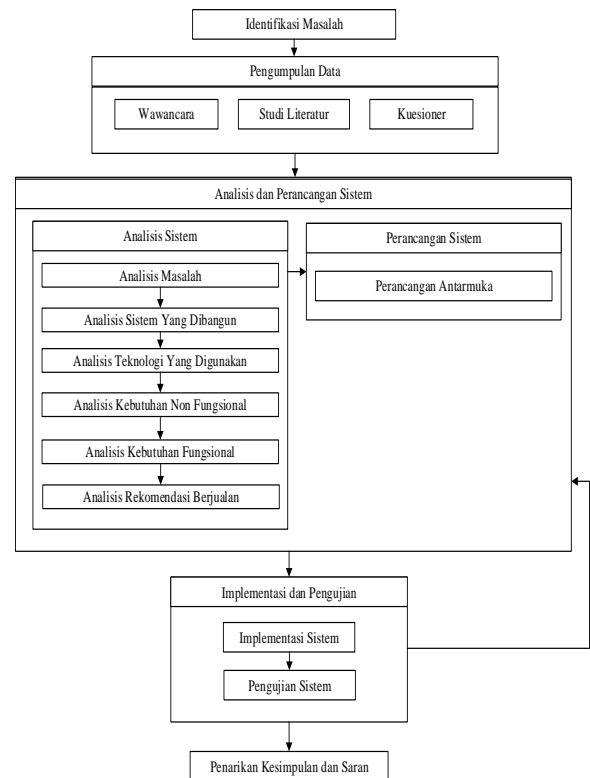 Identifikasi Masalah
Pengumpulan Data
Wawancara
Studi Literatur
Kuesioner
Analisis dan Perancangan Sistem
Analisis Sistem
Analisis Masalah
Analisis Sistem Yang Dibangun
Analisis Teknologi Yang Digunakan
Analisis Kebutuhan Non Fungsional
Analisis Kebutuhan Fungsional
Analisis Rekomendasi Berjualan
Perancangan Sistem
Perancangan Antarmuka
Implementasi dan Pengujian
Implementasi Sistem
Pengujian Sistem
Penarikan Kesimpulan dan Saran